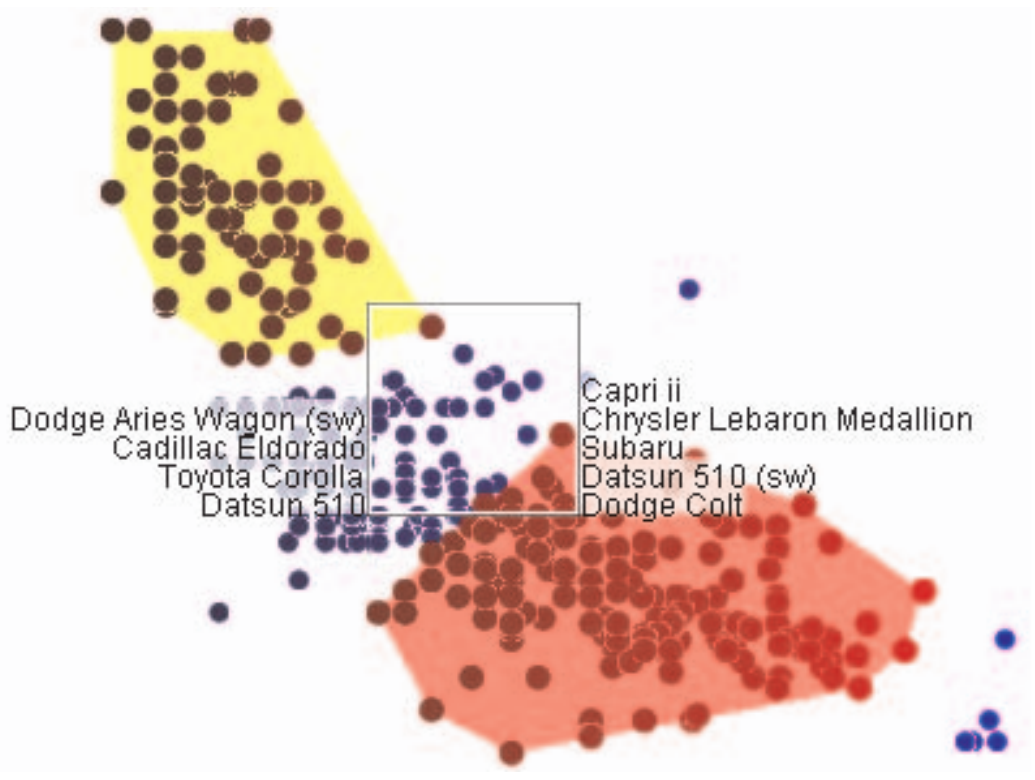 Dodge Aries Wagon (sw)
Cadillac Eldorado
Toyota Corolla
Datsun 510
Capri ii
Chrysler Lebaron Medallion
Subaru
Datsun 510 (sw)
Dodge Colt